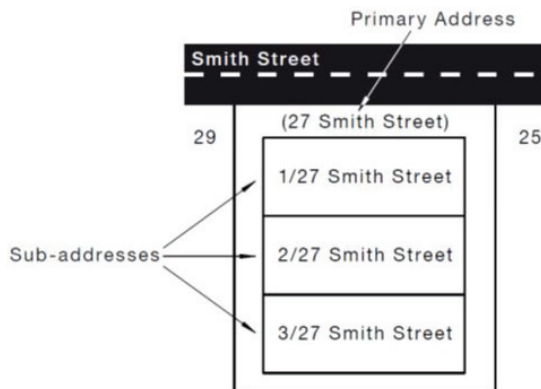 Primary Address
Smith Street
(27 Smith Street)
29
25
1/27 Smith Street
Sub-addresses
2/27 Smith Street
3/27 Smith Street